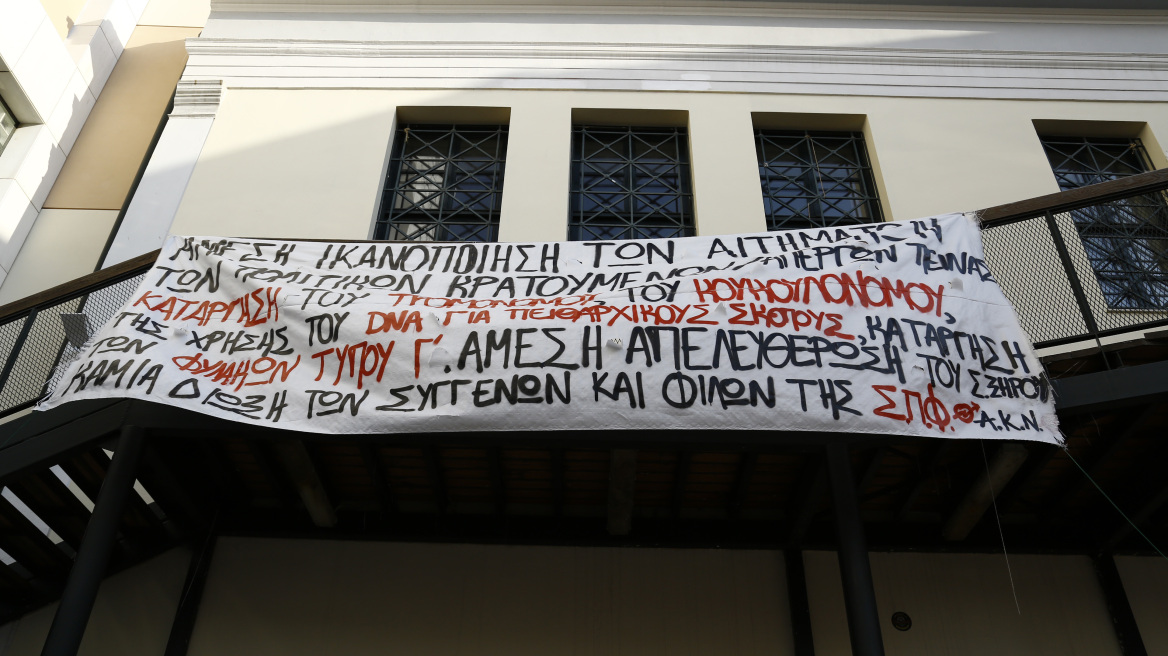 ΑΜΕΣΗ ΙΚΑΝΟΠΟΙΗΣΗ ΤΩΝ ΑΙΤΗΜΑΤΩΝ
ΤΩΝ ΠΟΛΙΤΙΚΩΝ ΚΡΑΤΟΥΜΕΝΩΝ ΑΠΕΡΓΩΝ ΠΕΙΝΑΣ
ΚΑΤΑΡΓΗΣΗ ΤΟΥ ΤΡΟΜΟΝΟΜΟΥ, ΤΟΥ ΚΟΥΚΟΥΛΟΝΟΜΟΥ,
ΤΗΣ ΧΡΗΣΗΣ ΤΟΥ DNA ΓΙΑ ΠΕΙΘΑΡΧΙΚΟΥΣ ΣΚΟΠΟΥΣ, ΚΑΤΑΡΓΗΣΗ
ΤΩΝ ΦΥΛΑΚΩΝ ΤΥΠΟΥ Γ'. ΑΜΕΣΗ ΑΠΕΛΕΥΘΕΡΩΣΗ ΤΟΥ Σ.ΞΗΡΟΥ
ΚΑΜΙΑ ΔΙΩΞΗ ΤΩΝ ΣΥΓΓΕΝΩΝ ΚΑΙ ΦΙΛΩΝ ΤΗΣ Σ.Π.Φ. Α.Κ.Ν.